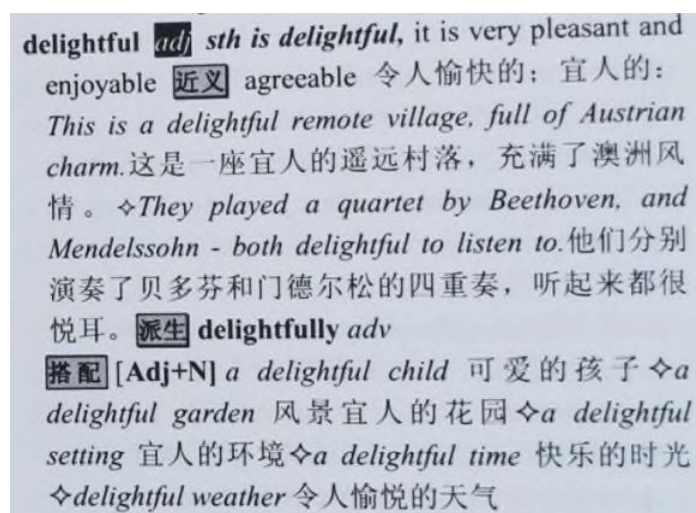 delightful adj sth is delightful, it is very pleasant and
enjoyable 近义 agreeable 令人愉快的；宜人的：
This is a delightful remote village. full of Austrian
charm.这是一座宜人的遥远村落，充满了澳洲风
情。✧They played a quartet by Beethoven, and
Mendelssohn - both delightful to listen to.他们分别
演奏了贝多芬和门德尔松的四重奏，听起来都很
悦耳。派生 delightfully adv
搭配 [Adj+N] a delightful child 可爱的孩子✧a
delightful garden 风景宜人的花园✧a delightful
setting 宜人的环境✧a delightful time 快乐的时光
✧delightful weather 令人愉悦的天气